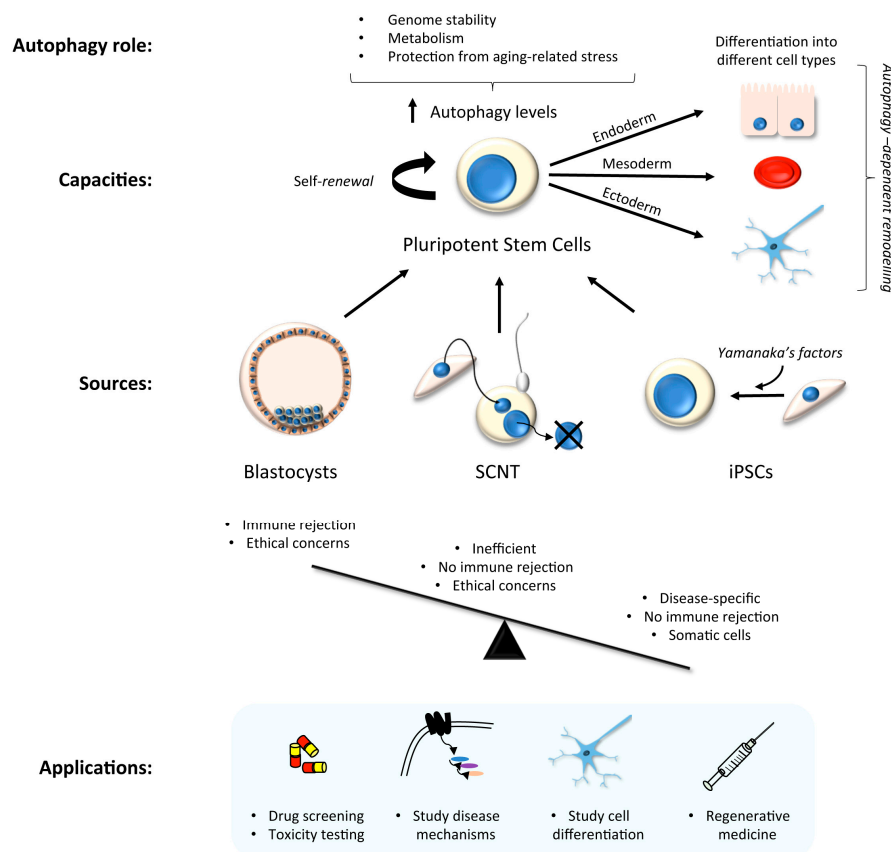 Autophagy role:
• Genome stability
• Metabolism
• Protection from aging-related stress
Differentiation into
different cell types
Autophagy levels
Autophagy –dependent remodelling
Capacities:
Self-renewal
Endoderm
Mesoderm
Ectoderm
Pluripotent Stem Cells
Sources:
Yamanaka's factors
Blastocysts
SCNT
iPSCs
• Immune rejection
• Ethical concerns
• Inefficient
• No immune rejection
• Ethical concerns
• Disease-specific
• No immune rejection
• Somatic cells
Applications:
• Drug screening
• Toxicity testing
• Study disease
mechanisms
• Study cell
differentiation
• Regenerative
medicine